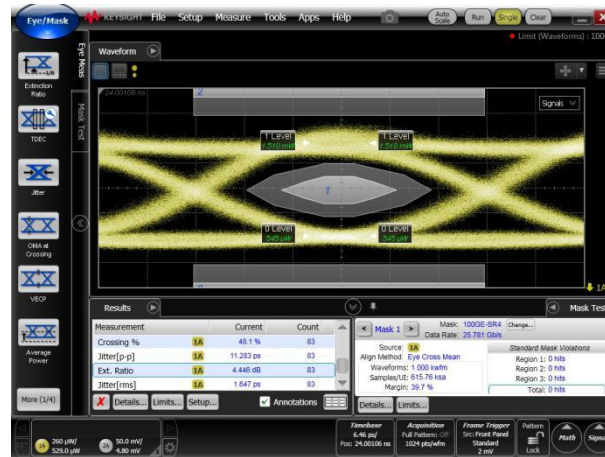 Eye/Mask
KEYSIGHT
File Setup Measure Tools Apps Help
Auto Scale
Run
Single
Clear
Limit (Waveforms) : 100
Eye Meas
Mask Test
Waveform
24.00106 ns
2
Signals
1 Level
1.510 mW
1 Level
1.510 mW
1
0 Level
545 µW
0 Level
545 µW
1A
Extinction
Ratio
TDEC
Jitter
OMA at
Crossing
VECP
Average
Power
More (1/4)
Results
Measurement Current Count
Crossing % 1A 48.1 % 83
Jitter[p-p] 1A 11.283 ps 83
Ext. Ratio 1A 4.446 dB 83
Jitter[rms] 1A 1.647 ps 83
Details... Limits... Setup... Annotations
Mask Test
Mask 1
Mask: 100GE-SR4 Change...
Data Rate: 25.781 Gb/s
Source: 1A
Align Method: Eye Cross Mean
Waveforms: 1.000 kwfm
Samples/UI: 615.76 ksa
Margin: 39.7 %
Standard Mask Violations
Region 1: 0 hits
Region 2: 0 hits
Region 3: 0 hits
Total: 0 hits
Details... Limits...
1A 260 µW/
529.0 µW
2A 50.0 mV/
4.80 mV
Timebase
6.46 ps/
Pos: 24.00106 ns
Acquisition
Full Pattern: Off
1024 pts/wfm
Frame Trigger
Src: Front Panel
Standard
2 mV
Pattern
Lock
Math
Signa